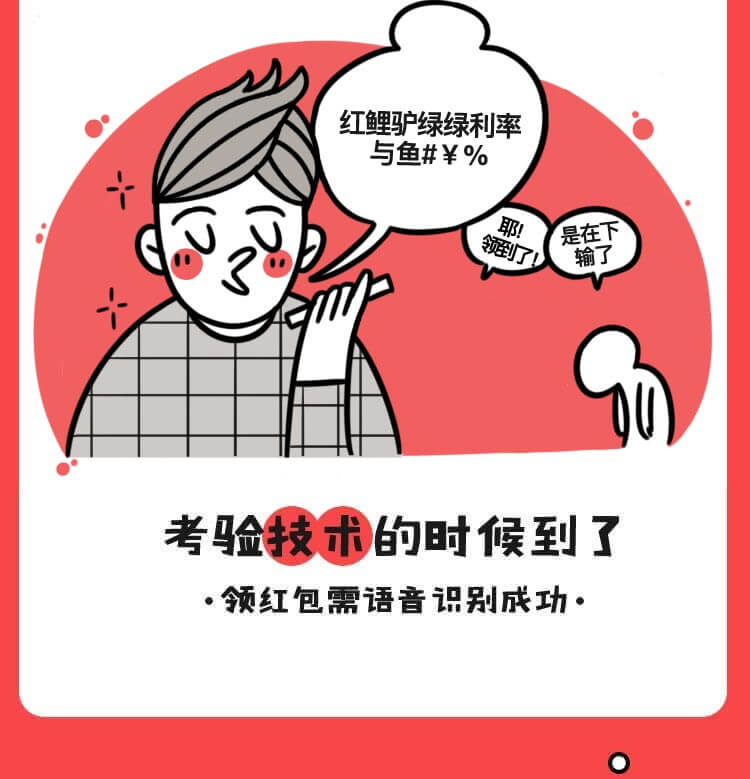 红鲤驴绿绿利率
与鱼#￥%
耶!
领到了!
是在下
输了
考验技术的时候到了
·领红包需语音识别成功·